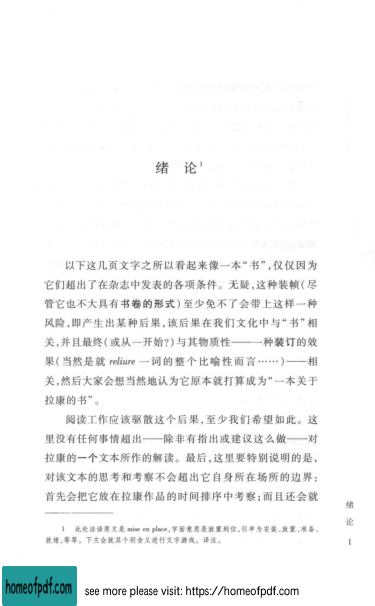 绪 论¹
以下这几页文字之所以看起来像一本“书”,仅仅因为
它们超出了在杂志中发表的各项条件。无疑,这种装帧(尽
管它也不大具有书卷的形式)至少免不了会带上这样一种
风险,即产生出某种后果,该后果在我们文化中与“书”相
关,并且最终(或从一开始?)与其物质性——一种装订的效
果(当然是就 reliure 一词的整个比喻性而言……)——相
关,然后大家会想当然地认为它原本就打算成为“一本关于
拉康的书”。
阅读工作应该驱散这个后果,至少我们希望如此。这
里没有任何事情超出——除非有指出或建议这么做——对
拉康的一个文本所作的解读。最后,这里要特别说明的是,
对该文本的思考和考察不会超出它自身所在场所的边界:
首先会把它放在拉康作品的时间排序中考察;而且还会就
1 此处法语原文是 mise en place,字面意思是放置到位,引申为安装、放置、准备、
就绪,等等。下文会就其个别含义进行文字游戏。译注。
绪
论
1
homeofpdf.com
see more please visit: https://homeofpdf.com